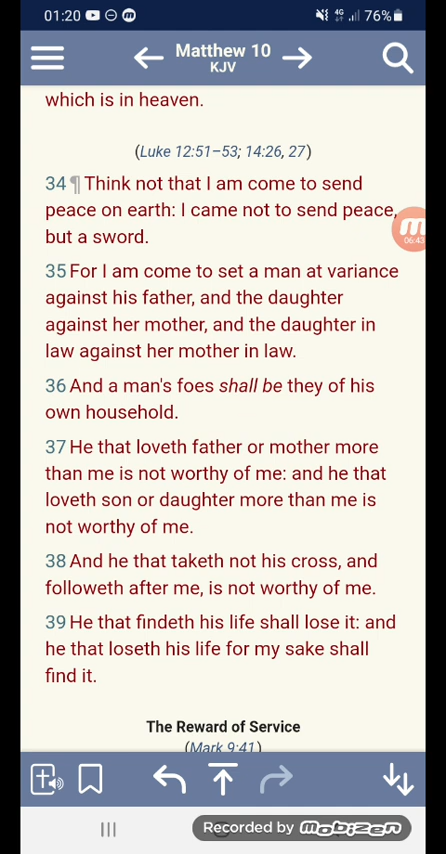 01:20 76%
4G
Matthew 10
KJV
which is in heaven.
(Luke 12:51–53; 14:26, 27)
34 ¶ Think not that I am come to send
peace on earth: I came not to send peace,
but a sword.
06:43
35 For I am come to set a man at variance
against his father, and the daughter
against her mother, and the daughter in
law against her mother in law.
36 And a man's foes shall be they of his
own household.
37 He that loveth father or mother more
than me is not worthy of me: and he that
loveth son or daughter more than me is
not worthy of me.
38 And he that taketh not his cross, and
followeth after me, is not worthy of me.
39 He that findeth his life shall lose it: and
he that loseth his life for my sake shall
find it.
The Reward of Service
(Mark 9:41)
Recorded by Mobizen